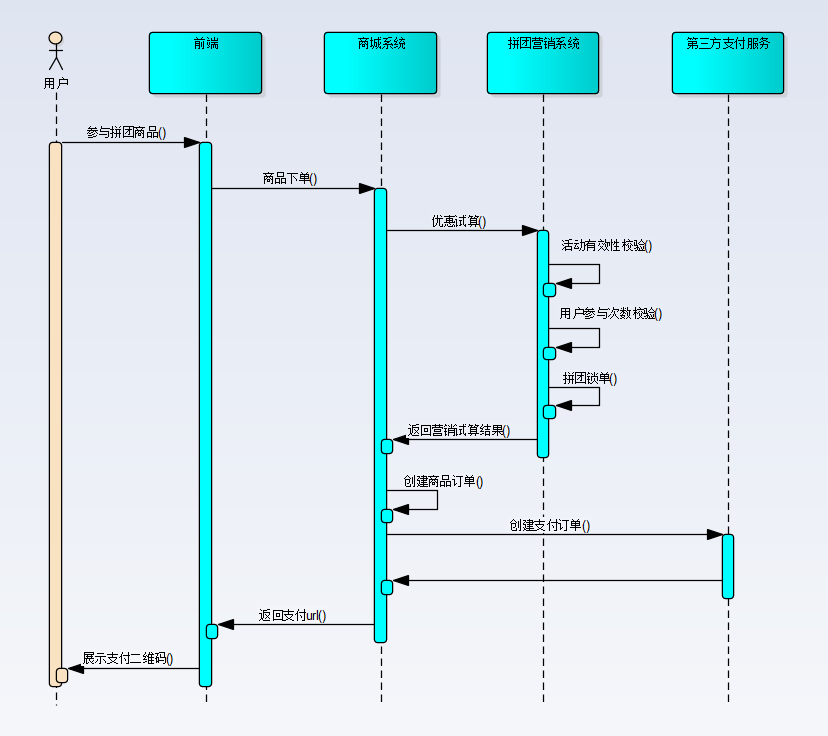 前端
商城系统
拼团营销系统
第三方支付服务
用户
参与拼团商品()
商品下单()
优惠试算()
活动有效性校验()
用户参与次数校验()
拼团锁单()
返回营销试算结果()
创建商品订单()
创建支付订单()
返回支付url()
展示支付二维码()